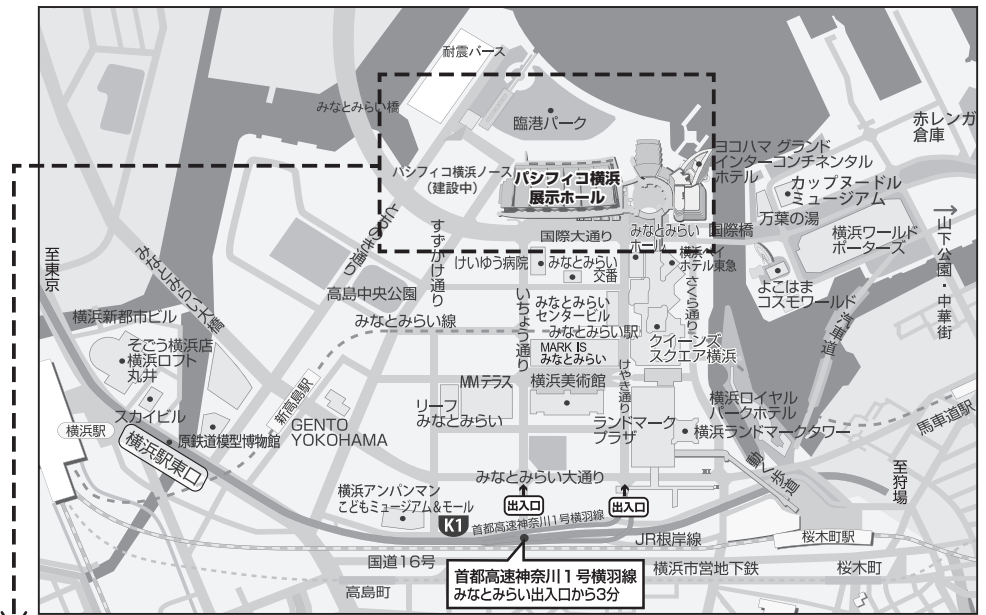 耐震バース
みなとみらい橋
臨港パーク
赤レンガ
倉庫
ヨコハマ グランド
インターコンチネンタル
ホテル
パシフィコ横浜ノース
（建設中）
パシフィコ横浜
展示ホール
カップヌードル
ミュージアム
万葉の湯
とちのき通り
すずかけ通り
国際大通り
みなとみらい
ホール
国際橋
横浜ワールド
ポーターズ
山下公園・中華街
至東京
みなとみらい大橋
けいゆう病院
みなとみらい
交番
横浜ベイ
ホテル東急
さくら通り
よこはま
コスモワールド
汽車道
高島中央公園
いちょう通り
みなとみらい
センタービル
横浜新都市ビル
みなとみらい線
みなとみらい駅
クイーンズ
スクエア横浜
そごう横浜店
横浜ロフト
丸井
MARK IS
みなとみらい
けやき通り
新高島駅
MMテラス
横浜美術館
スカイビル
リーフ
みなとみらい
横浜ロイヤル
パークホテル
馬車道駅
横浜駅
横浜駅東口
原鉄道模型博物館
GENTO
YOKOHAMA
ランドマーク
プラザ
横浜ランドマークタワー
動く歩道
至狩場
みなとみらい大通り
横浜アンパンマン
こどもミュージアム&モール
出入口
出入口
K1
首都高速神奈川1号横羽線
JR根岸線
桜木町駅
国道16号
首都高速神奈川1号横羽線
みなとみらい出入口から3分
横浜市営地下鉄
桜木町
高島町